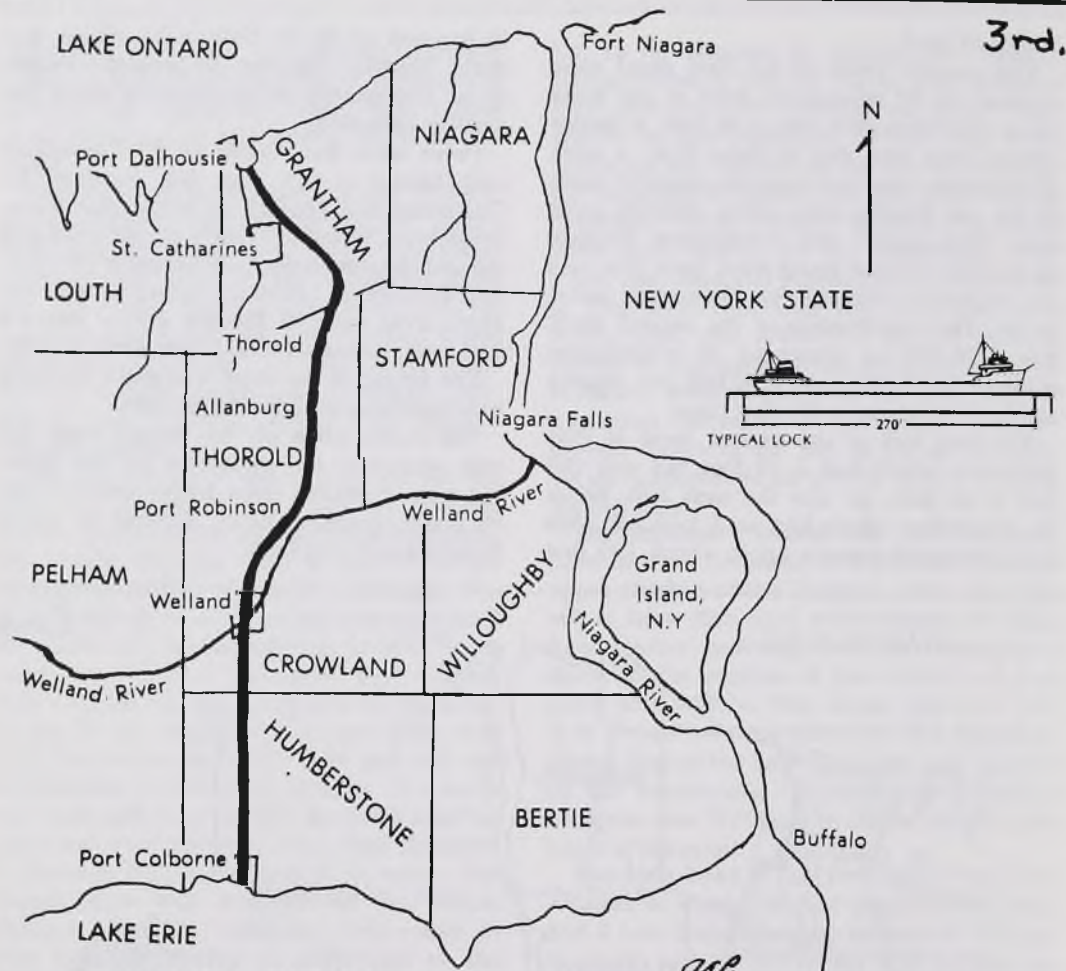 3rd.
LAKE ONTARIO
Fort Niagara
N
NIAGARA
Port Dalhousie
GRANTHAM
St. Catharines
LOUTH
NEW YORK STATE
Thorold
STAMFORD
270'
TYPICAL LOCK
Allanburg
Niagara Falls
THOROLD
Port Robinson
Welland River
PELHAM
Grand
Island,
N.Y
Welland
WILLOUGHBY
Niagara River
CROWLAND
Welland River
HUMBERSTONE
BERTIE
Buffalo
Port Colborne
LAKE ERIE
are